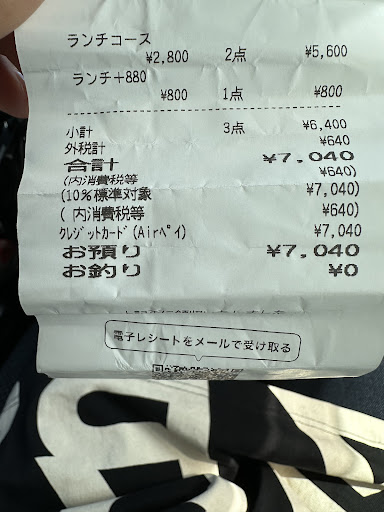 ランチコース
¥2,800 2点 ¥5,600
ランチ+880
¥800 1点 ¥800
小計 3点 ¥6,400
外税計 ¥640
合計 ¥7,040
(内消費税等 ¥640)
(10%標準対象 ¥7,040)
( 内消費税等 ¥640)
クレジットカード(Airペイ) ¥7,040
お預り ¥7,040
お釣り ¥0
電子レシートをメールで受け取る